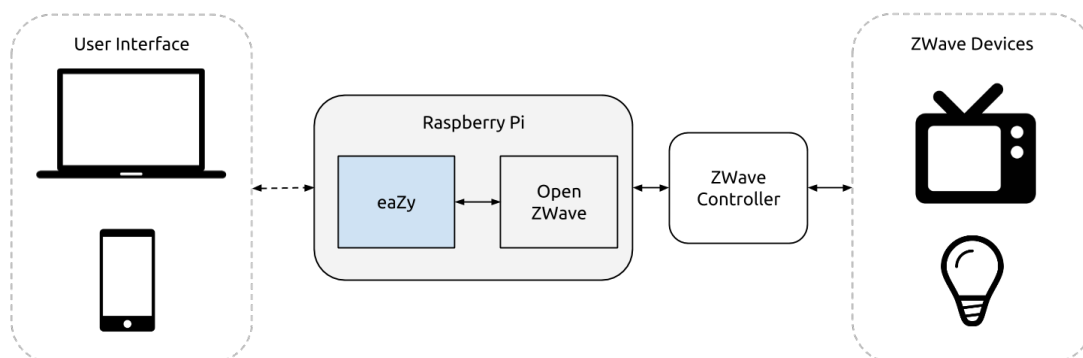 User Interface
Raspberry Pi
eaZy
Open
ZWave
ZWave
Controller
ZWave Devices